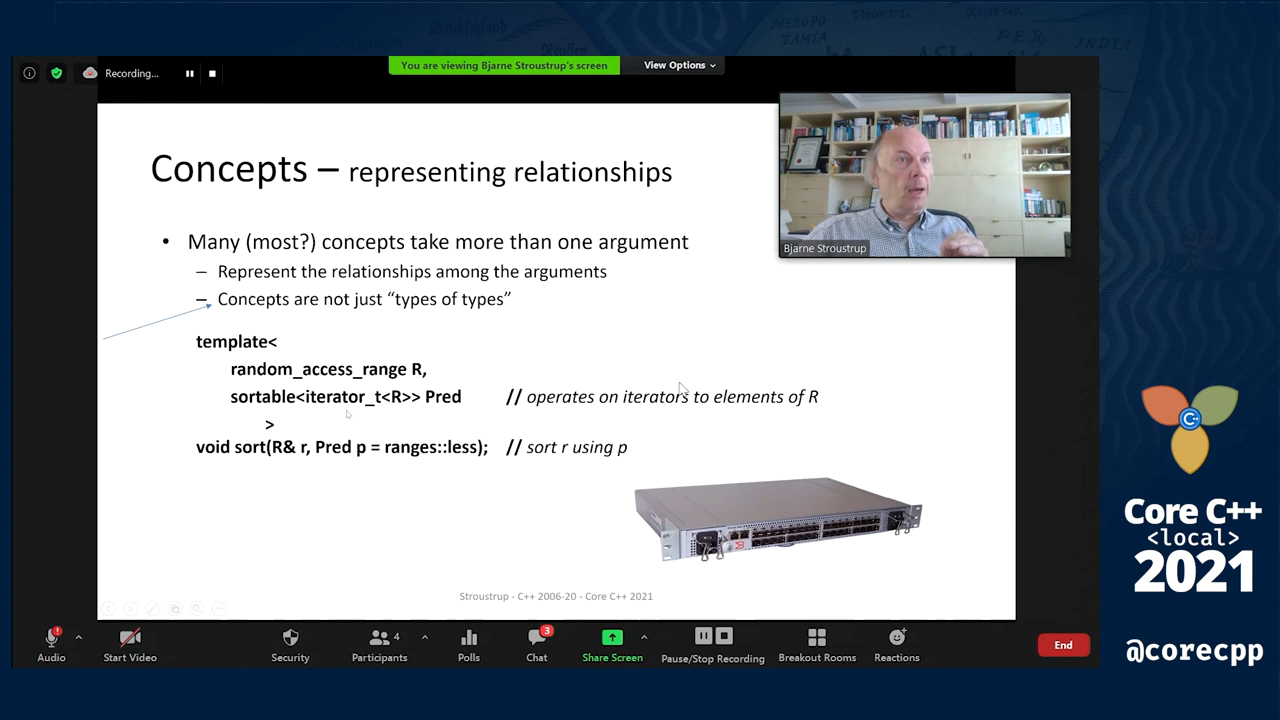 MESOPO
TAMIA
PER
INDIA
Recording...
You are viewing Bjarne Stroustrup's screen
View Options
Concepts – representing relationships
Bjarne Stroustrup
• Many (most?) concepts take more than one argument
– Represent the relationships among the arguments
– Concepts are not just “types of types”
template<
random_access_range R,
sortable<iterator_t<R>> Pred // operates on iterators to elements of R
>
void sort(R& r, Pred p = ranges::less); // sort r using p
Stroustrup - C++ 2006-20 - Core C++ 2021
C++
Core C++
<local>
2021
@corecpp
4
3
Audio
Start Video
Security
Participants
Polls
Chat
Share Screen
Pause/Stop Recording
Breakout Rooms
Reactions
End